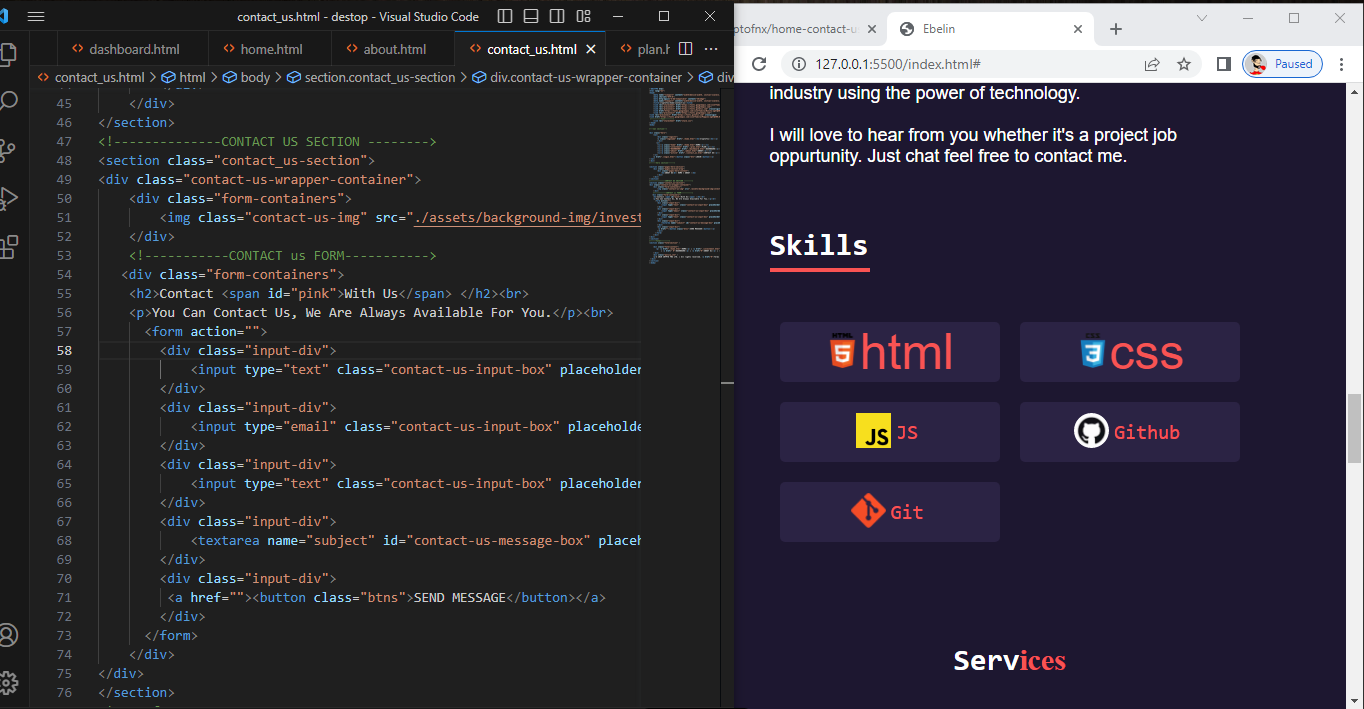 contact_us.html - destop - Visual Studio Code
dashboard.html
home.html
about.html
contact_us.html
plan.h
contact_us.html > html > body > section.contact_us-section > div.contact-us-wrapper-container > div
45 </div>
46 </section>
47 <!--------------CONTACT US SECTION -------->
48 <section class="contact_us-section">
49 <div class="contact-us-wrapper-container">
50 <div class="form-containers">
51 <img class="contact-us-img" src="./assets/background-img/invest
52 </div>
53 <!-----------CONTACT us FORM----------->
54 <div class="form-containers">
55 <h2>Contact <span id="pink">With Us</span> </h2><br>
56 <p>You Can Contact Us, We Are Always Available For You.</p><br>
57 <form action="">
58 <div class="input-div">
59 <input type="text" class="contact-us-input-box" placeholder
60 </div>
61 <div class="input-div">
62 <input type="email" class="contact-us-input-box" placeholde
63 </div>
64 <div class="input-div">
65 <input type="text" class="contact-us-input-box" placeholder
66 </div>
67 <div class="input-div">
68 <textarea name="subject" id="contact-us-message-box" placeh
69 </div>
70 <div class="input-div">
71 <a href=""><button class="btns">SEND MESSAGE</button></a>
72 </div>
73 </form>
74 </div>
75 </div>
76 </section>
ptofnx/home-contact-us
Ebelin
127.0.0.1:5500/index.html#
Paused
industry using the power of technology.
I will love to hear from you whether it's a project job
oppurtunity. Just chat feel free to contact me.
Skills
HTML 5 html
CSS 3 css
JS JS
Github
Git
Services